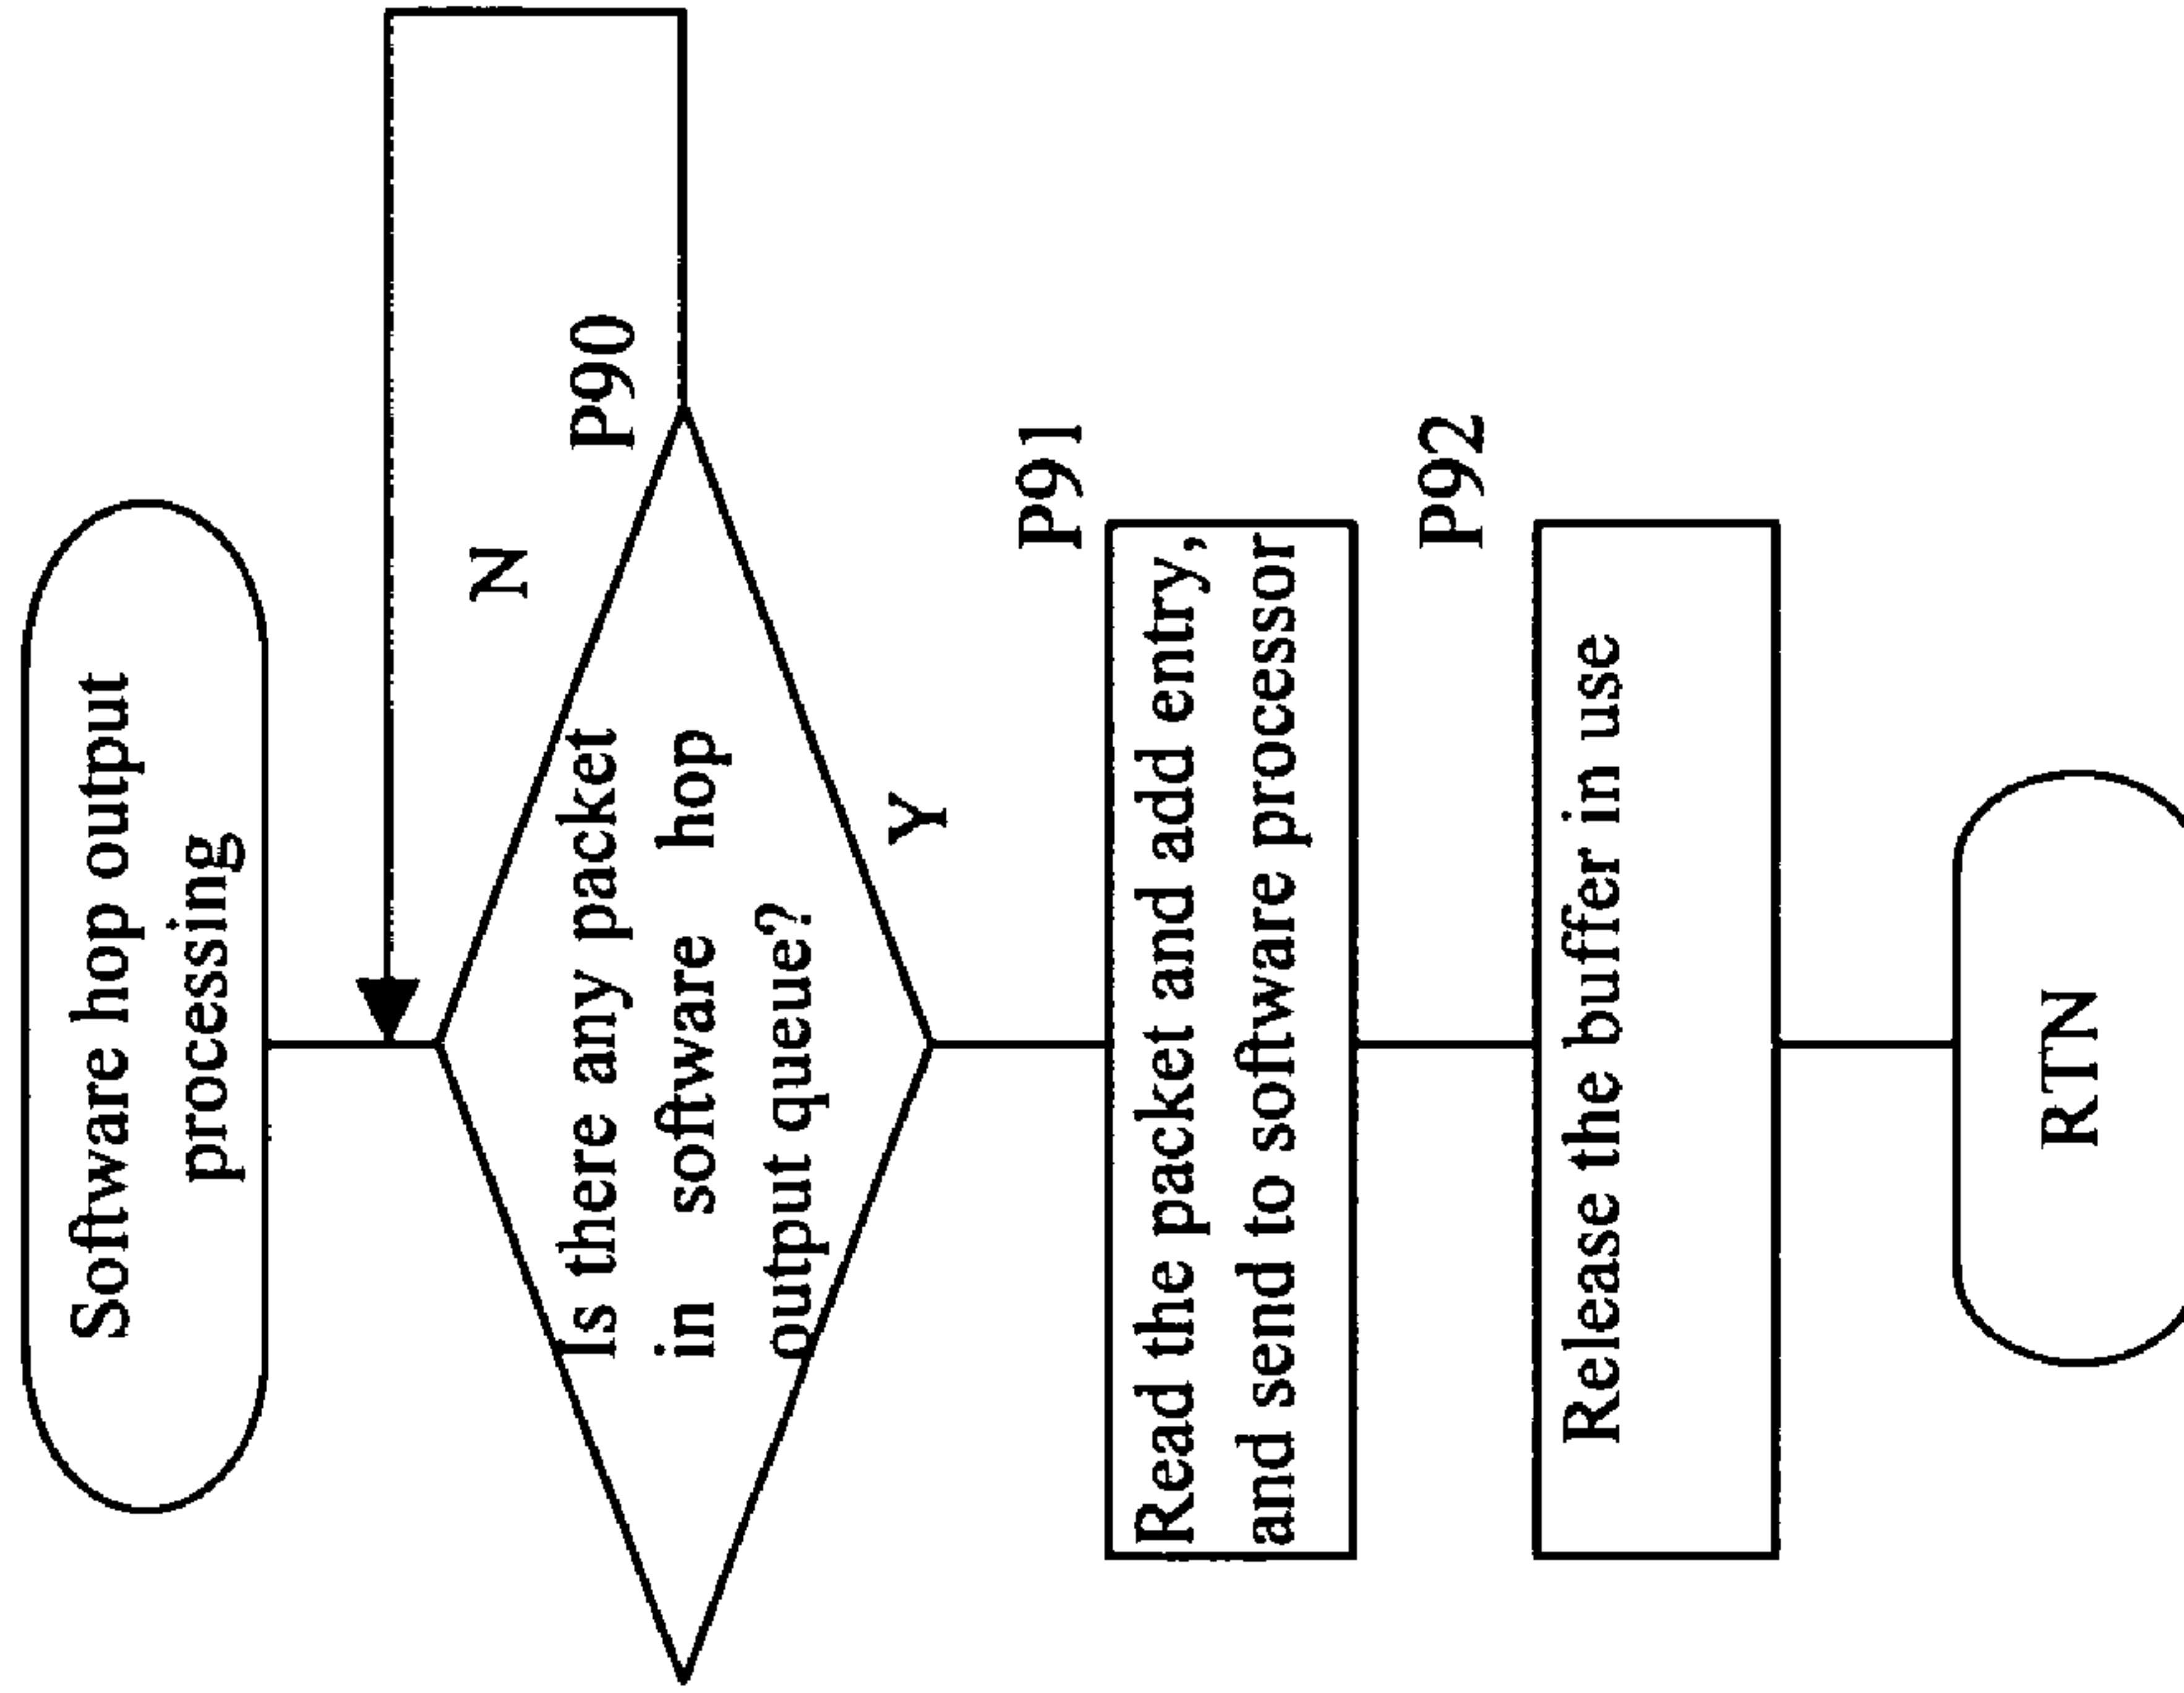 Software hop output
processing
N
P90
Is there any packet
in software hop
output queue?
Y
P91
Read the packet and add entry,
and send to software processor
P92
Release the buffer in use
RTN